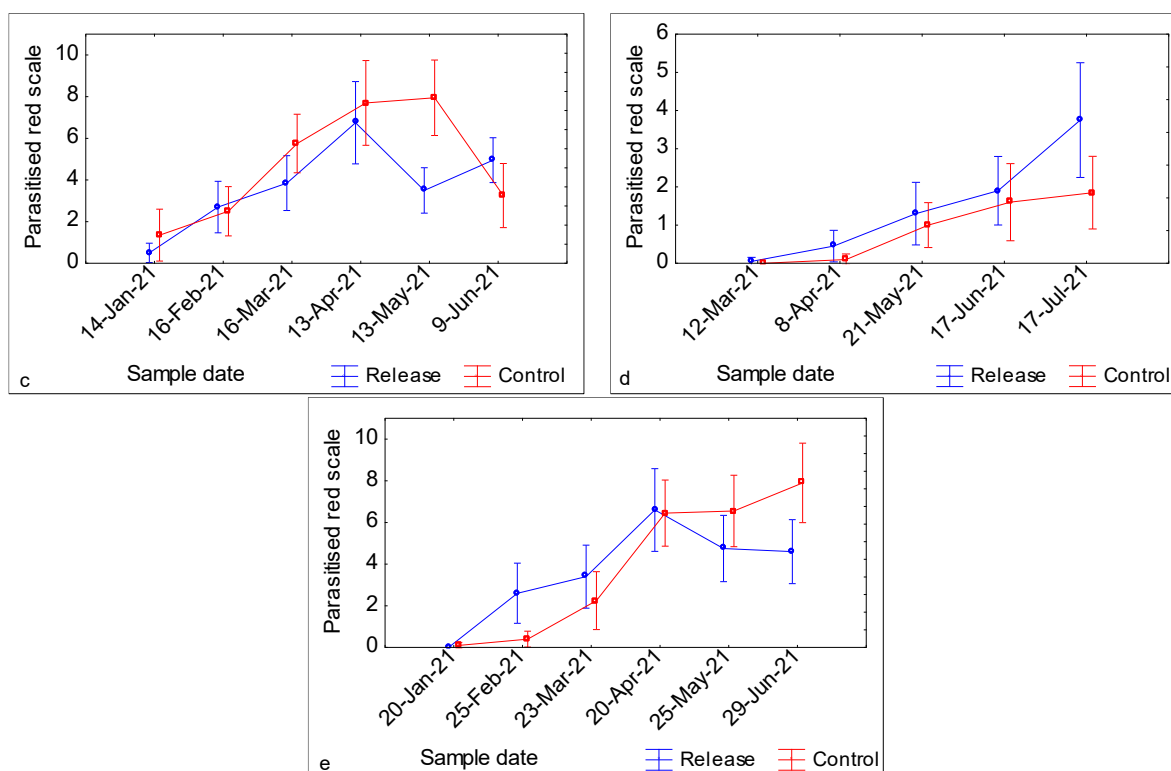 10
8
6
4
2
0
Parasitised red scale
14-Jan-21
16-Feb-21
16-Mar-21
13-Apr-21
13-May-21
9-Jun-21
c
Sample date
Release
Control
6
5
4
3
2
1
0
Parasitised red scale
12-Mar-21
8-Apr-21
21-May-21
17-Jun-21
17-Jul-21
d
Sample date
Release
Control
10
8
6
4
2
0
Parasitised red scale
20-Jan-21
25-Feb-21
23-Mar-21
20-Apr-21
25-May-21
29-Jun-21
e
Sample date
Release
Control